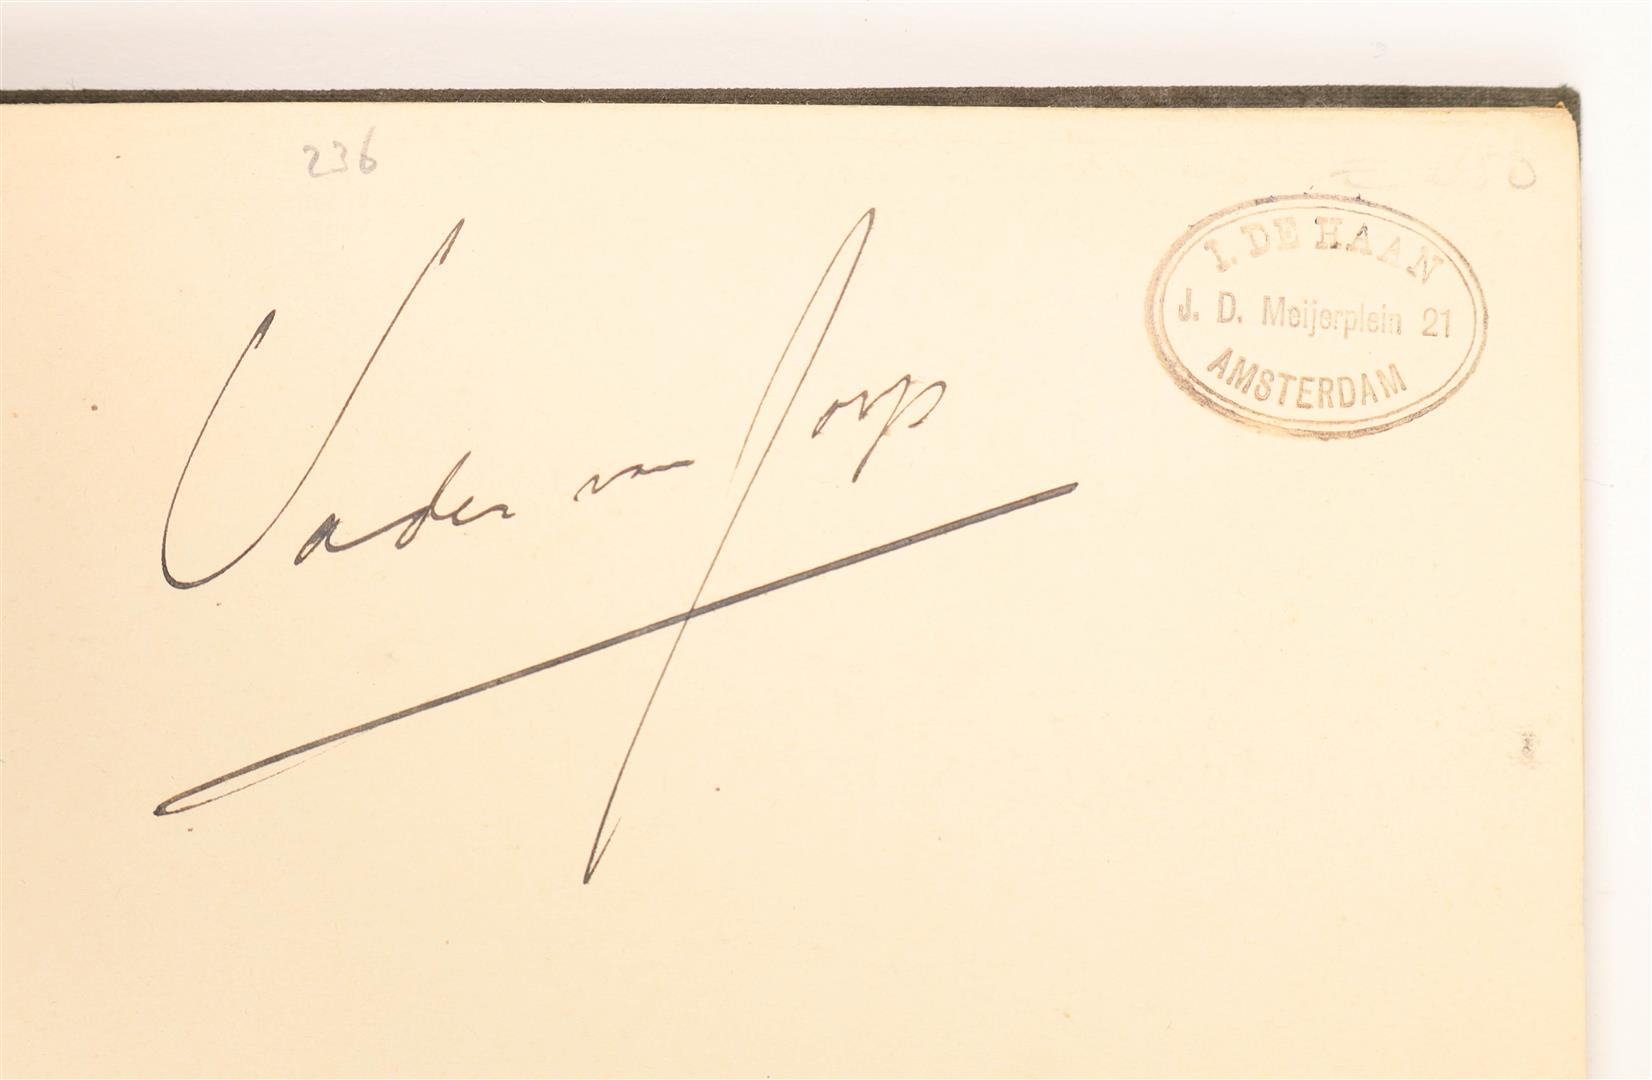 236
Vader van Jorp
I. DE HAAN
J. D. Meijerplein 21
AMSTERDAM